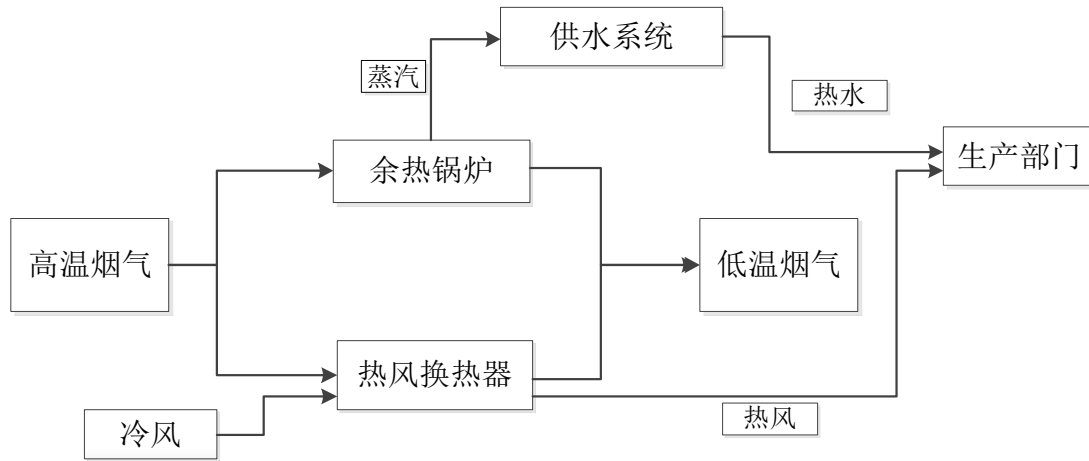 供水系统
蒸汽
热水
余热锅炉
生产部门
高温烟气
低温烟气
热风换热器
热风
冷风